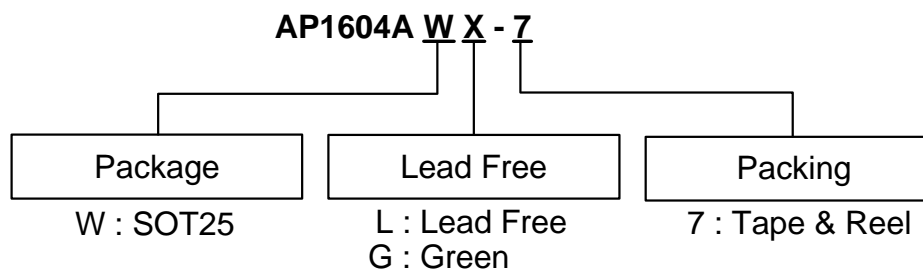 AP1604A W X - 7
Package
Lead Free
Packing
W : SOT25
L : Lead Free
7 : Tape & Reel
G : Green